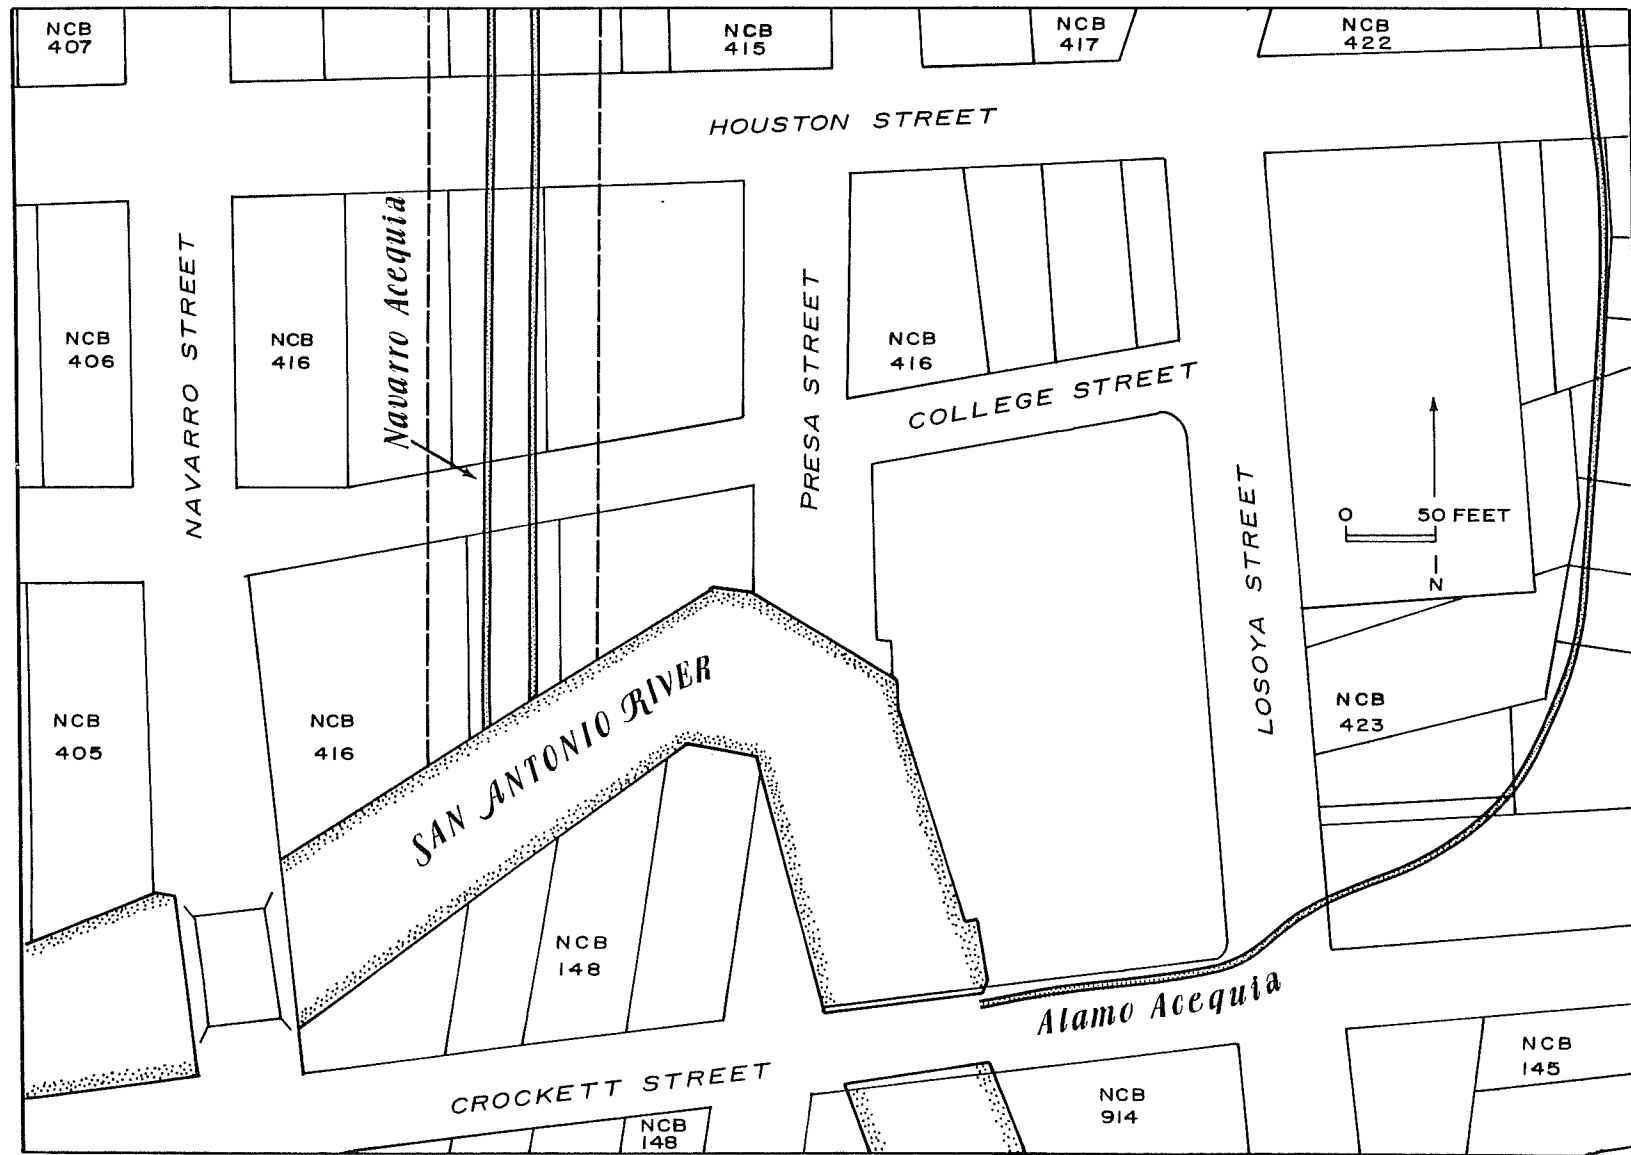 NCB
407
NCB
415
NCB
417
NCB
422
HOUSTON STREET
NCB
406
NAVARRO STREET
NCB
416
Navarro Acequia
PRESA STREET
NCB
416
COLLEGE STREET
LOSOYA STREET
0 50 FEET
N
NCB
405
NCB
416
SAN ANTONIO RIVER
NCB
423
NCB
148
Alamo Acequia
CROCKETT STREET
NCB
148
NCB
914
NCB
145